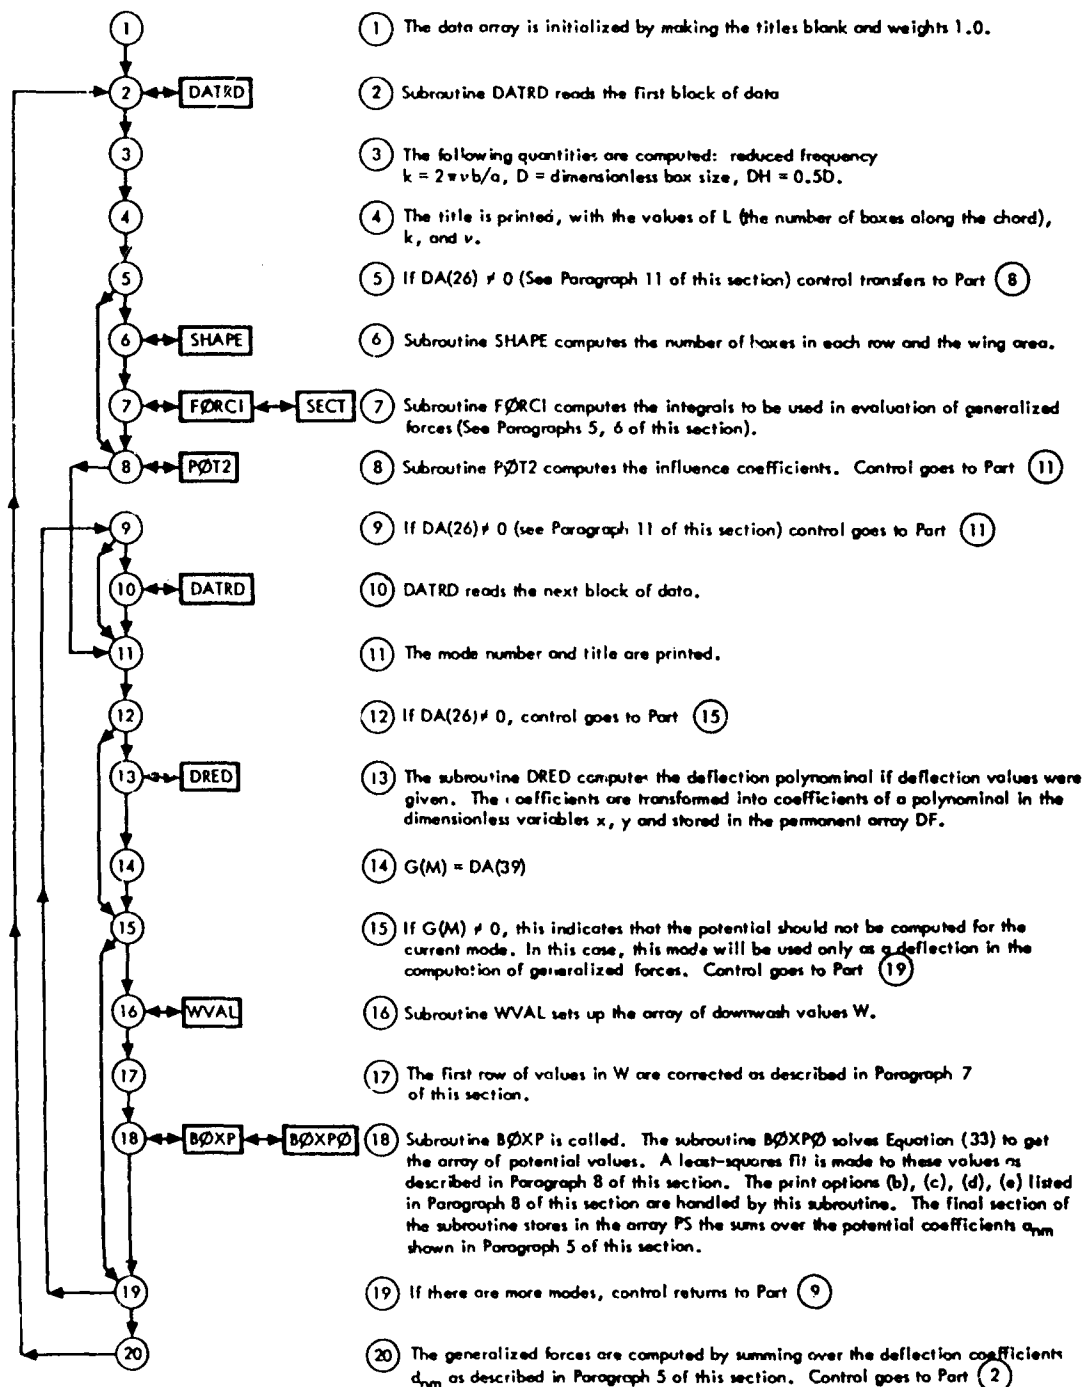 1
1 The data array is initialized by making the titles blank and weights 1.0.
2 DATRD
2 Subroutine DATRD reads the first block of data
3
3 The following quantities are computed: reduced frequency
k = 2πνb/a, D = dimensionless box size, DH = 0.5D.
4
4 The title is printed, with the values of L (the number of boxes along the chord),
k, and ν.
5
5 If DA(26) ≠ 0 (See Paragraph 11 of this section) control transfers to Part 8
6 SHAPE
6 Subroutine SHAPE computes the number of boxes in each row and the wing area.
7 FØRCI SECT
7 Subroutine FØRCI computes the integrals to be used in evaluation of generalized
forces (See Paragraphs 5, 6 of this section).
8 PØT2
8 Subroutine PØT2 computes the influence coefficients. Control goes to Part 11
9
9 If DA(26) ≠ 0 (see Paragraph 11 of this section) control goes to Part 11
10 DATRD
10 DATRD reads the next block of data.
11
11 The mode number and title are printed.
12
12 If DA(26) ≠ 0, control goes to Part 15
13 DRED
13 The subroutine DRED computes the deflection polynominal if deflection values were
given. The coefficients are transformed into coefficients of a polynominal in the
dimensionless variables x, y and stored in the permanent array DF.
14
14 G(M) = DA(39)
15
15 If G(M) ≠ 0, this indicates that the potential should not be computed for the
current mode. In this case, this mode will be used only as a deflection in the
computation of generalized forces. Control goes to Part 19
16 WVAL
16 Subroutine WVAL sets up the array of downwash values W.
17
17 The first row of values in W are corrected as described in Paragraph 7
of this section.
18 BØXP BØXPØ
18 Subroutine BØXP is called. The subroutine BØXPØ solves Equation (33) to get
the array of potential values. A least-squares fit is made to these values as
described in Paragraph 8 of this section. The print options (b), (c), (d), (e) listed
in Paragraph 8 of this section are handled by this subroutine. The final section of
the subroutine stores in the array PS the sums over the potential coefficients anm
shown in Paragraph 5 of this section.
19
19 If there are more modes, control returns to Part 9
20
20 The generalized forces are computed by summing over the deflection coefficients
dnm as described in Paragraph 5 of this section. Control goes to Part 2